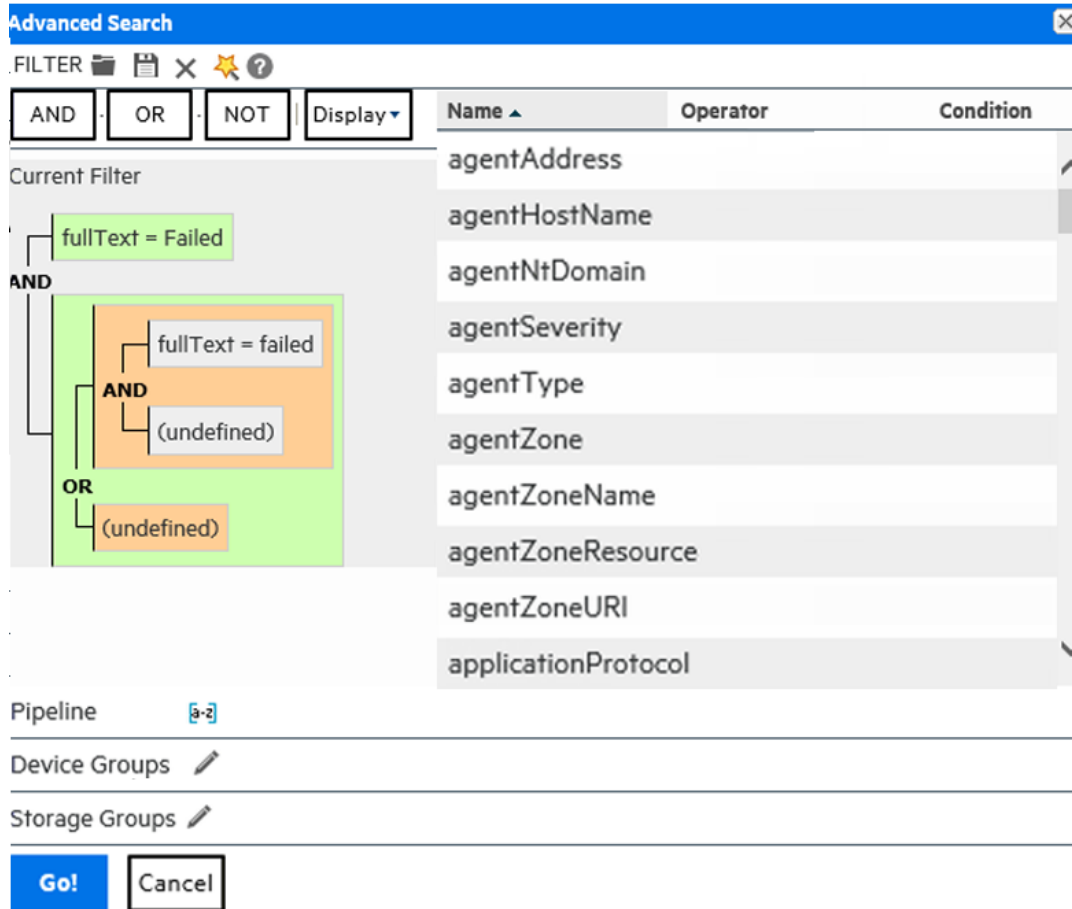 Advanced Search
FILTER
AND OR NOT Display
Name Operator Condition
Current Filter
fullText = Failed
AND
fullText = failed
AND
(undefined)
OR
(undefined)
agentAddress
agentHostName
agentNtDomain
agentSeverity
agentType
agentZone
agentZoneName
agentZoneResource
agentZoneURI
applicationProtocol
Pipeline [a-z]
Device Groups
Storage Groups
Go! Cancel